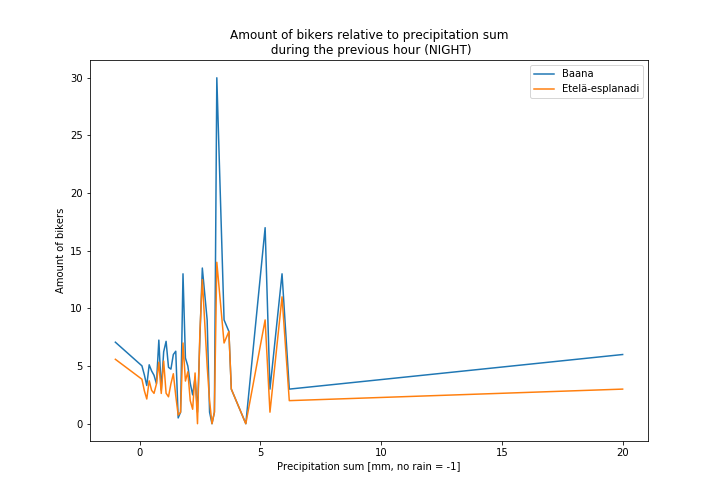 Amount of bikers relative to precipitation sum
during the previous hour (NIGHT)
Baana
Etelä-esplanadi
30
25
20
15
10
5
0
Amount of bikers
0 5 10 15 20
Precipitation sum [mm, no rain = -1]